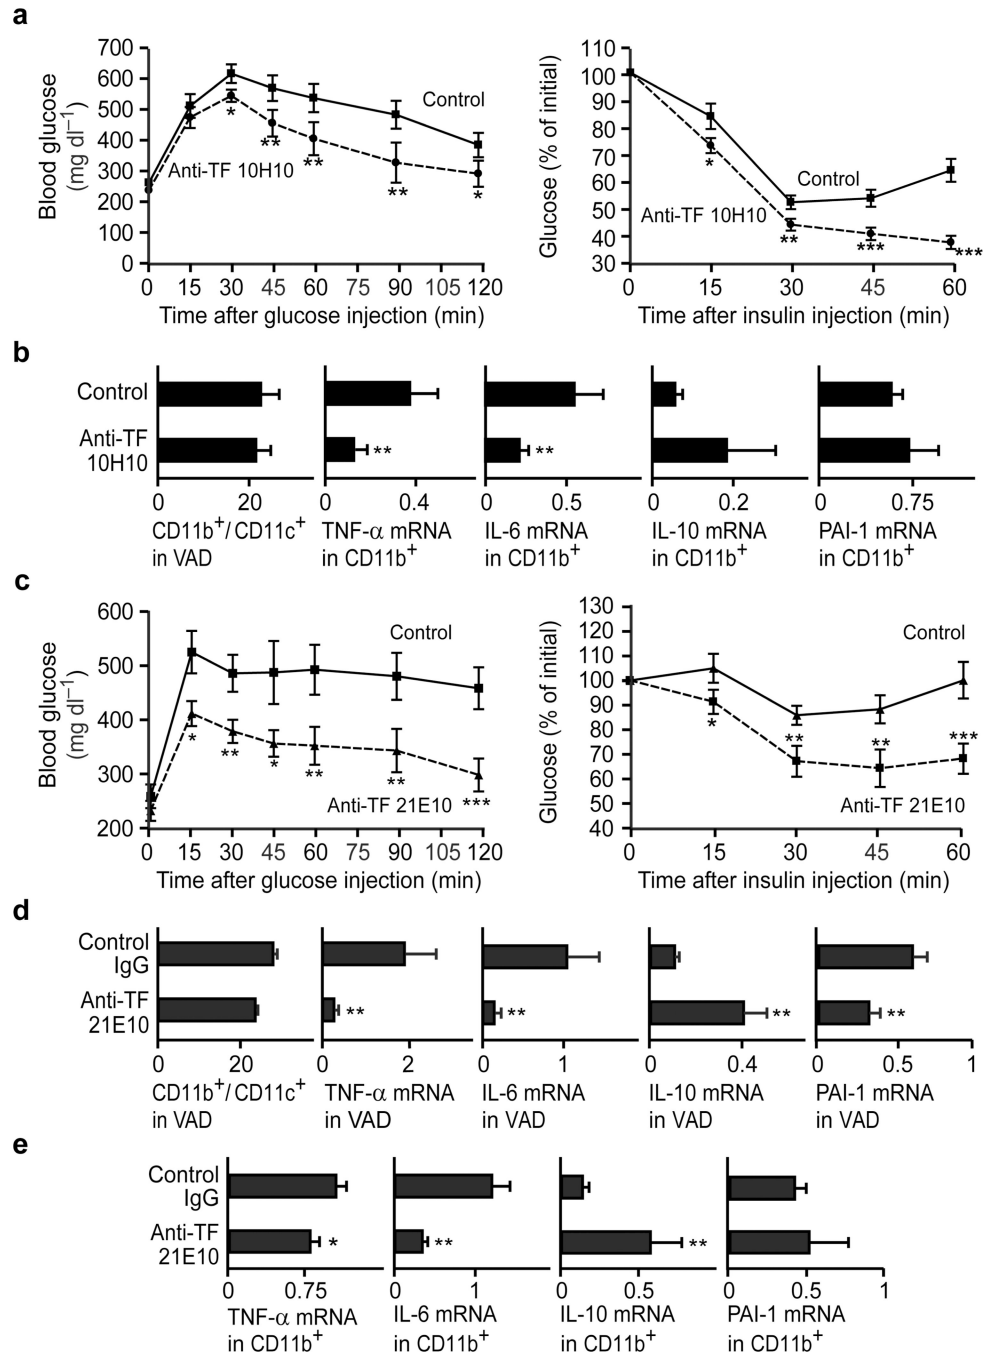 a
700
600
500
400
300
200
100
0
Blood glucose
(mg dl–1)
Control
Anti-TF 10H10
*
**
**
**
*
0 15 30 45 60 75 90 105 120
Time after glucose injection (min)
110
100
90
80
70
60
50
40
30
Glucose (% of initial)
Control
Anti-TF 10H10
*
**
***
***
0 15 30 45 60
Time after insulin injection (min)
b
Control
Anti-TF
10H10
0 20
CD11b+/CD11c+
in VAD
**
0 0.4
TNF-α mRNA
in CD11b+
**
0 0.5
IL-6 mRNA
in CD11b+
0 0.2
IL-10 mRNA
in CD11b+
0 0.75
PAI-1 mRNA
in CD11b+
c
600
500
400
300
200
Blood glucose
(mg dl–1)
Control
*
**
*
**
**
***
Anti-TF 21E10
0 15 30 45 60 75 90 105 120
Time after glucose injection (min)
130
120
110
100
90
80
70
60
50
40
Glucose (% of initial)
Control
*
**
**
***
Anti-TF 21E10
0 15 30 45 60
Time after insulin injection (min)
d
Control
IgG
Anti-TF
21E10
0 20
CD11b+/CD11c+
in VAD
**
0 2
TNF-α mRNA
in VAD
**
0 1
IL-6 mRNA
in VAD
**
0 0.4
IL-10 mRNA
in VAD
**
0 0.5 1
PAI-1 mRNA
in VAD
e
Control
IgG
Anti-TF
21E10
*
0 0.75
TNF-α mRNA
in CD11b+
**
0 1
IL-6 mRNA
in CD11b+
**
0 0.5
IL-10 mRNA
in CD11b+
0 0.5 1
PAI-1 mRNA
in CD11b+